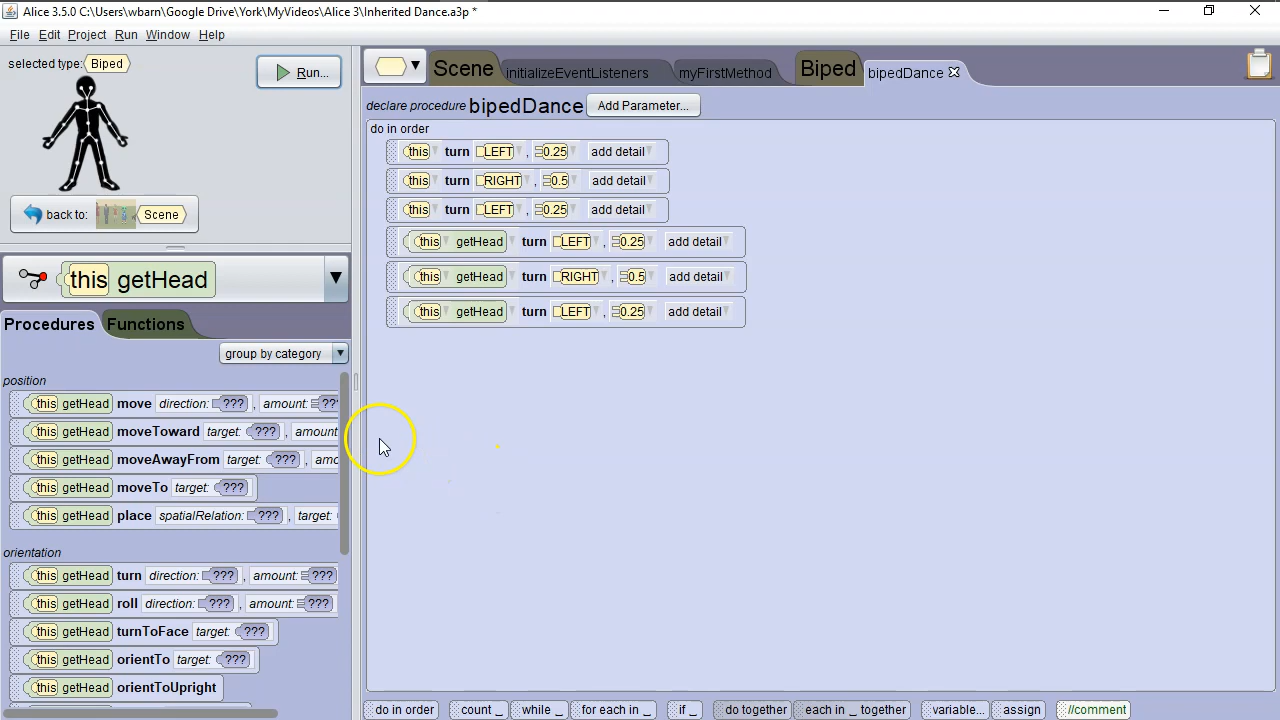 Alice 3.5.0 C:\Users\wbarn\Google Drive\York\MyVideos\Alice 3\Inherited Dance.a3p *
File Edit Project Run Window Help
selected type: Biped
Run...
back to: Scene
this getHead
Procedures Functions
group by category
position
this getHead move direction: ??? , amount: ??
this getHead moveToward target: ??? , amount
this getHead moveAwayFrom target: ??? , amo
this getHead moveTo target: ???
this getHead place spatialRelation: ??? , target:
orientation
this getHead turn direction: ??? , amount: ???
this getHead roll direction: ??? , amount: ???
this getHead turnToFace target: ???
this getHead orientTo target: ???
this getHead orientToUpright
Scene initializeEventListeners myFirstMethod Biped bipedDance
declare procedure bipedDance Add Parameter...
do in order
this turn LEFT , 0.25 add detail
this turn RIGHT , 0.5 add detail
this turn LEFT , 0.25 add detail
this getHead turn LEFT , 0.25 add detail
this getHead turn RIGHT , 0.5 add detail
this getHead turn LEFT , 0.25 add detail
do in order count _ while _ for each in _ if _ do together each in _ together variable... assign //comment